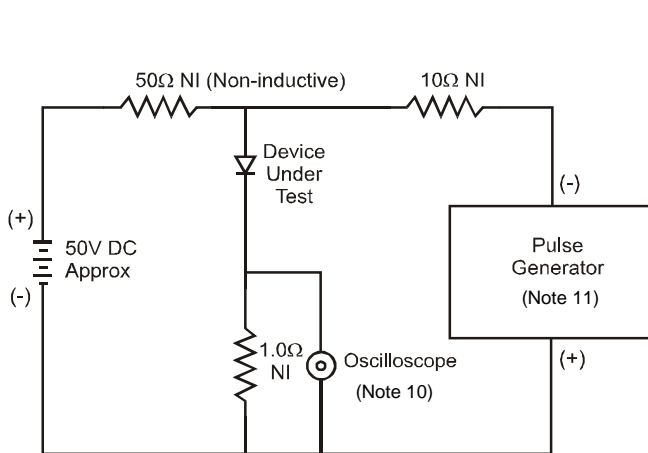 50Ω NI (Non-inductive)
10Ω NI
Device
Under
Test
(-)
(+)
50V DC
Approx
(-)
Pulse
Generator
(Note 11)
1.0Ω
NI
Oscilloscope
(Note 10)
(+)